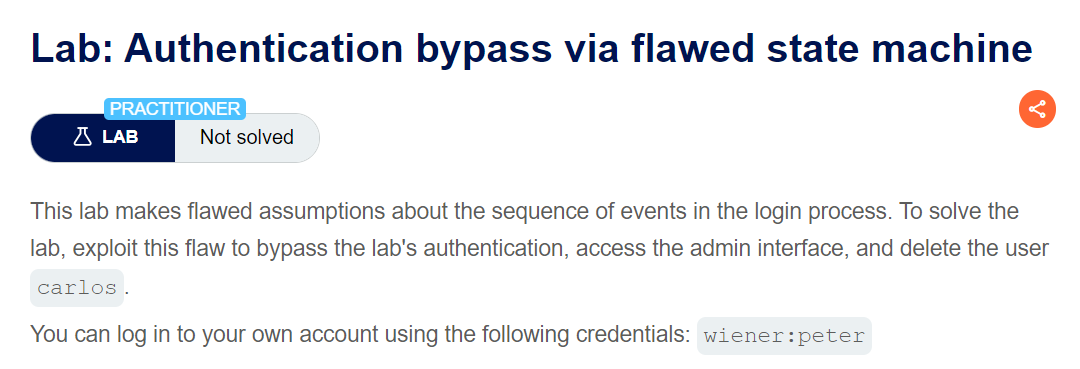 Lab: Authentication bypass via flawed state machine
PRACTITIONER
LAB Not solved
This lab makes flawed assumptions about the sequence of events in the login process. To solve the
lab, exploit this flaw to bypass the lab's authentication, access the admin interface, and delete the user
carlos.
You can log in to your own account using the following credentials: wiener:peter